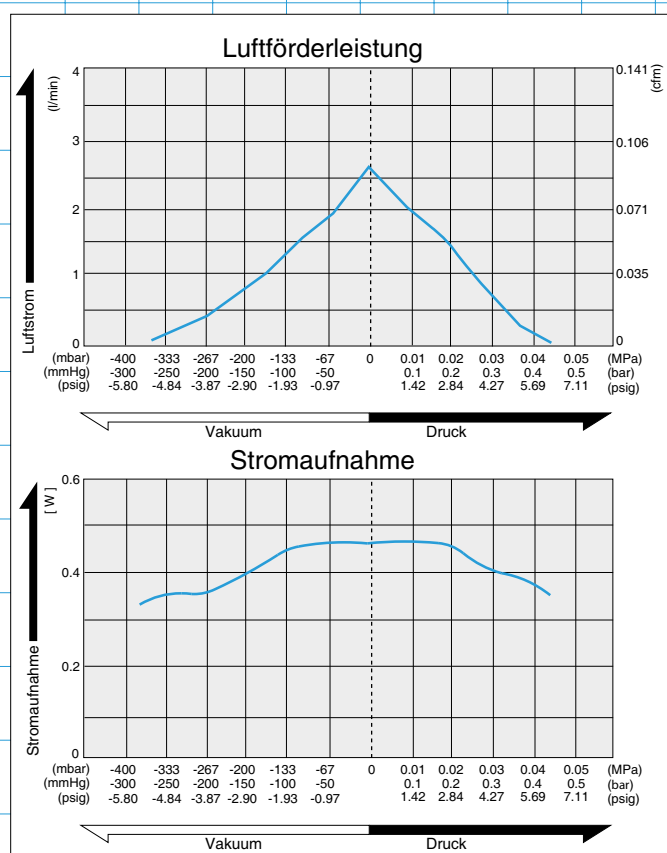 Luftförderleistung
4 0.141
(l/min) (cfm)
3 0.106
2 0.071
1 0.035
0 0
Luftstrom
(mbar) -400 -333 -267 -200 -133 -67 0 0.01 0.02 0.03 0.04 0.05 (MPa)
(mmHg) -300 -250 -200 -150 -100 -50 0.1 0.2 0.3 0.4 0.5 (bar)
(psig) -5.80 -4.84 -3.87 -2.90 -1.93 -0.97 1.42 2.84 4.27 5.69 7.11 (psig)
Vakuum Druck
Stromaufnahme
0.6
[ W ]
0.4
0.2
0
Stromaufnahme
(mbar) -400 -333 -267 -200 -133 -67 0 0.01 0.02 0.03 0.04 0.05 (MPa)
(mmHg) -300 -250 -200 -150 -100 -50 0.1 0.2 0.3 0.4 0.5 (bar)
(psig) -5.80 -4.84 -3.87 -2.90 -1.93 -0.97 1.42 2.84 4.27 5.69 7.11 (psig)
Vakuum Druck